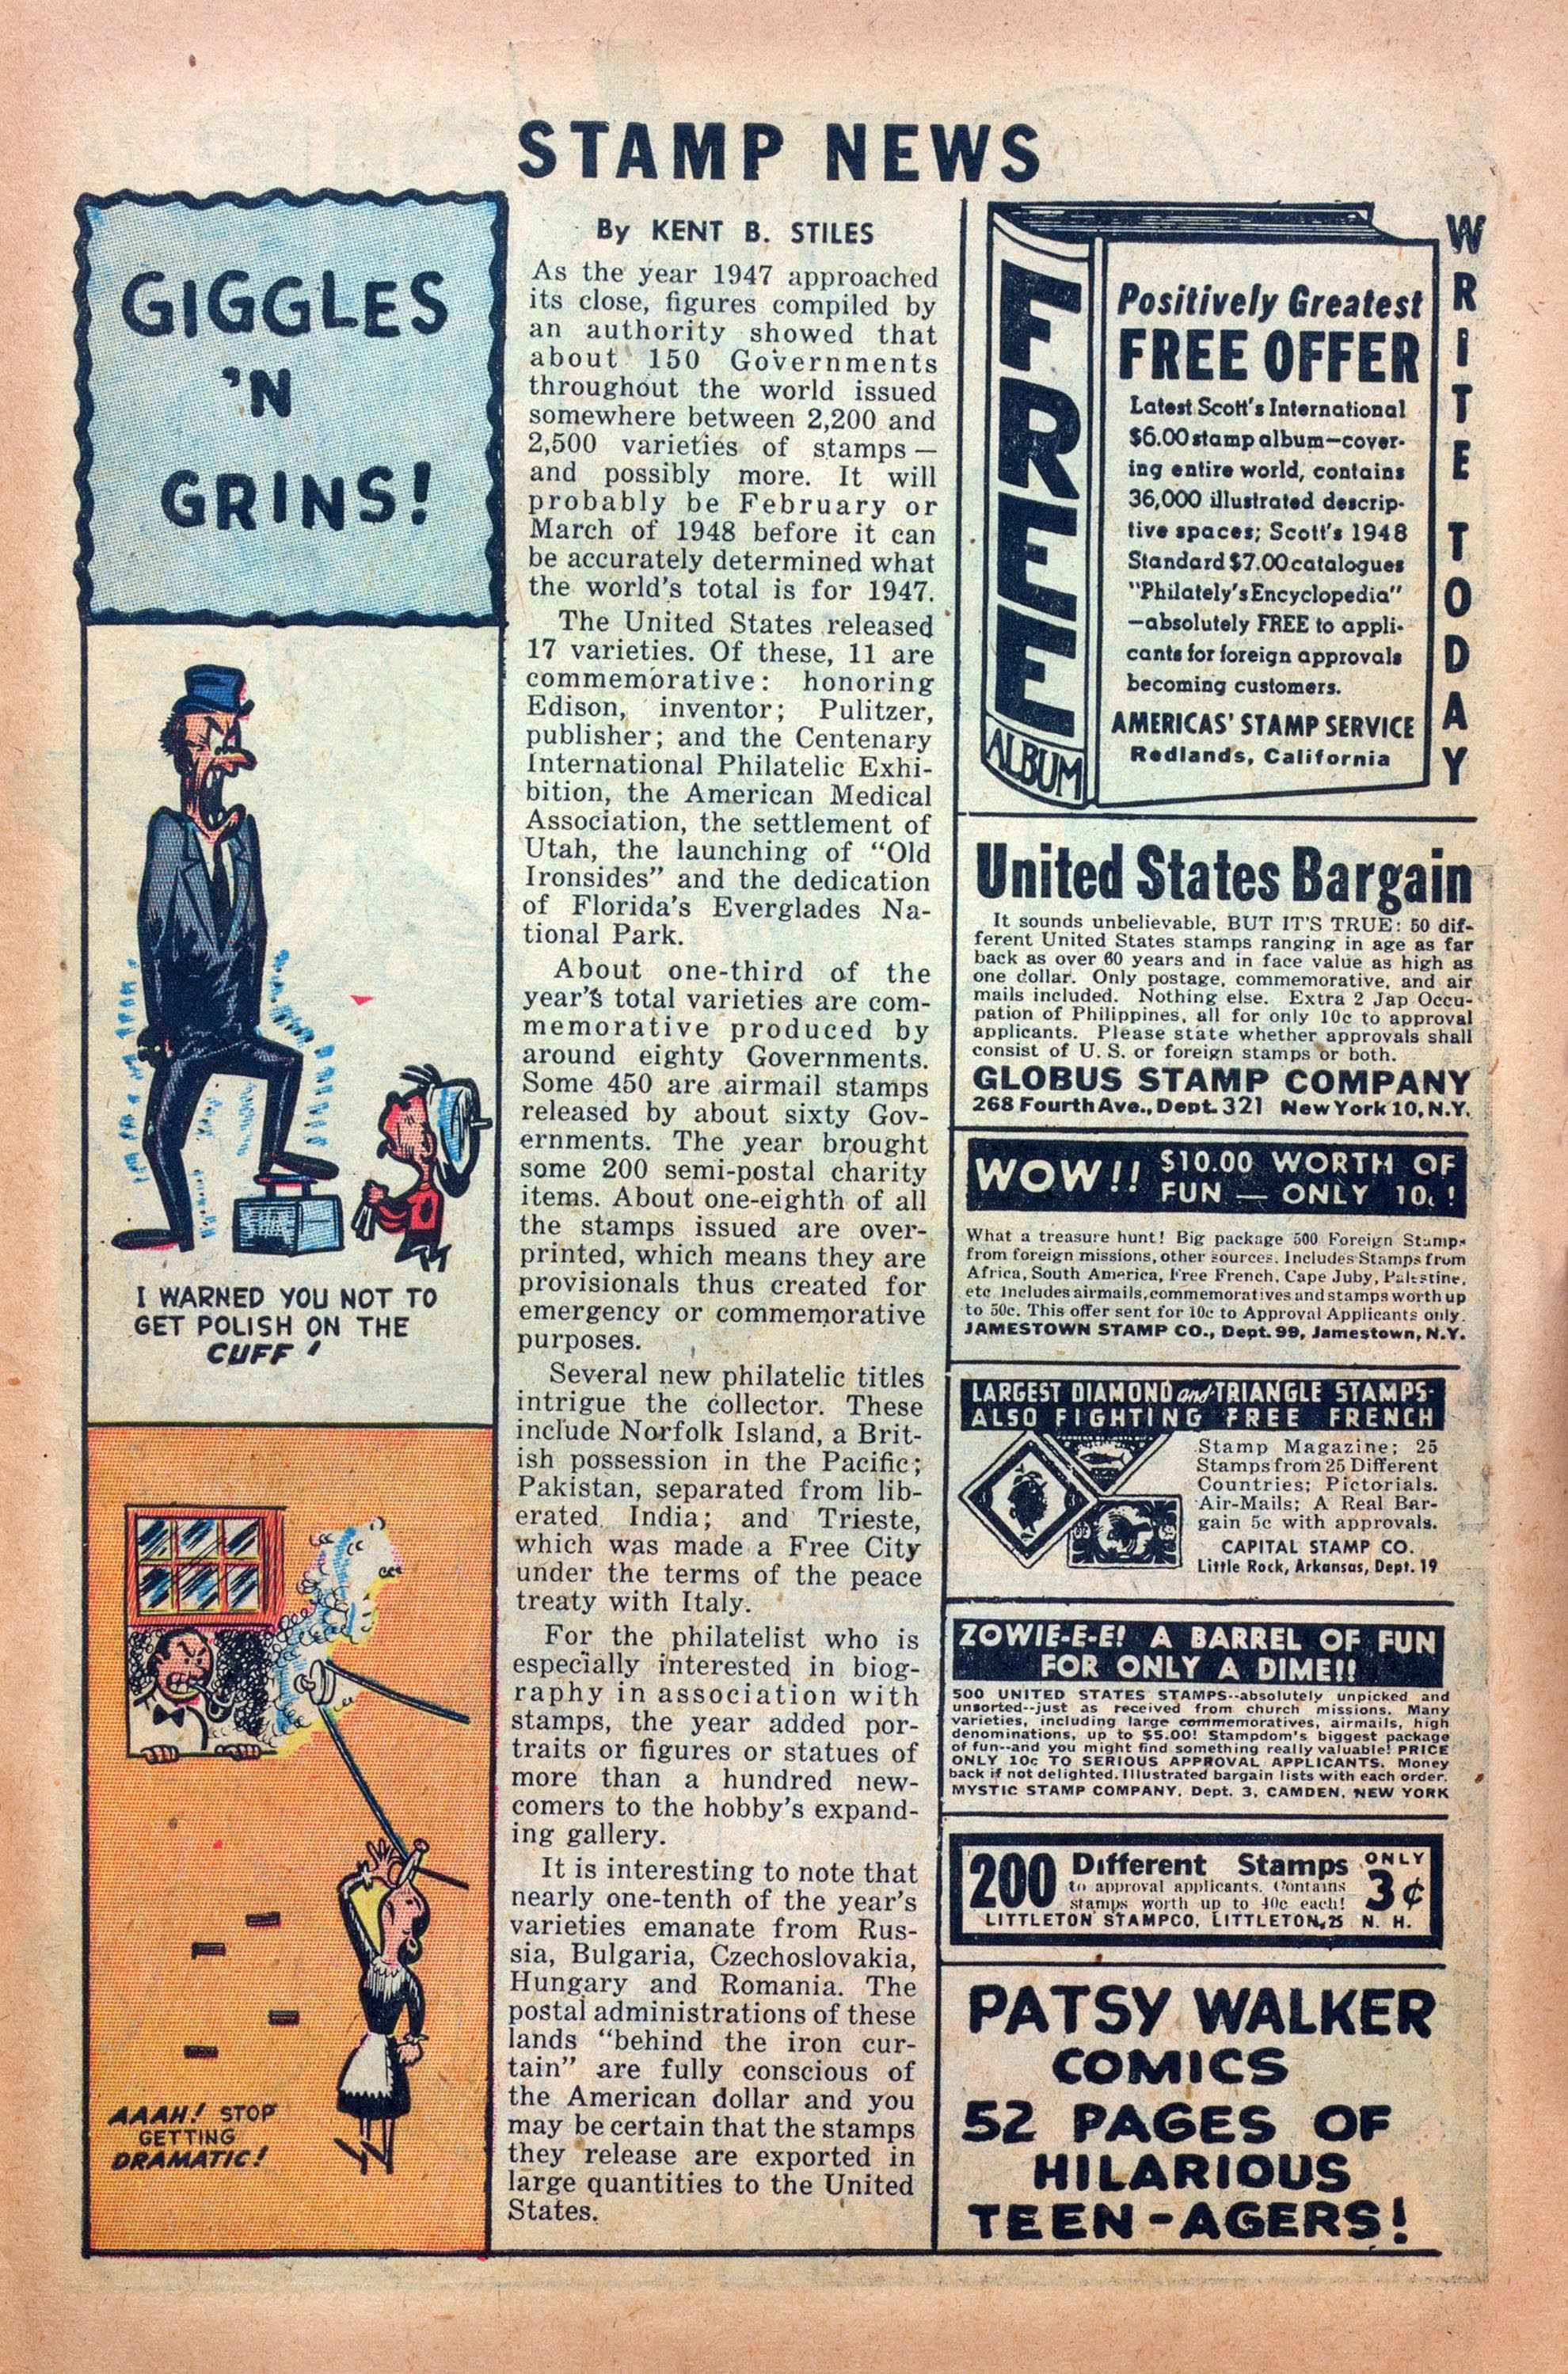 STAMP NEWS
GIGGLES
'N
GRINS!
I WARNED YOU NOT TO
GET POLISH ON THE
CUFF!
AAAH! STOP
GETTING
DRAMATIC!
By KENT B. STILES
As the year 1947 approached
its close, figures compiled by
an authority showed that
about 150 Governments
throughout the world issued
somewhere between 2,200 and
2,500 varieties of stamps —
and possibly more. It will
probably be February or
March of 1948 before it can
be accurately determined what
the world's total is for 1947.
The United States released
17 varieties. Of these, 11 are
commemorative: honoring
Edison, inventor; Pulitzer,
publisher; and the Centenary
International Philatelic Exhi-
bition, the American Medical
Association, the settlement of
Utah, the launching of "Old
Ironsides" and the dedication
of Florida's Everglades Na-
tional Park.
About one-third of the
year's total varieties are com-
memorative produced by
around eighty Governments.
Some 450 are airmail stamps
released by about sixty Gov-
ernments. The year brought
some 200 semi-postal charity
items. About one-eighth of all
the stamps issued are over-
printed, which means they are
provisionals thus created for
emergency or commemorative
purposes.
Several new philatelic titles
intrigue the collector. These
include Norfolk Island, a Brit-
ish possession in the Pacific;
Pakistan, separated from lib-
erated India; and Trieste,
which was made a Free City
under the terms of the peace
treaty with Italy.
For the philatelist who is
especially interested in biog-
raphy in association with
stamps, the year added por-
traits or figures or statues of
more than a hundred new-
comers to the hobby's expand-
ing gallery.
It is interesting to note that
nearly one-tenth of the year's
varieties emanate from Rus-
sia, Bulgaria, Czechoslovakia,
Hungary and Romania. The
postal administrations of these
lands "behind the iron cur-
tain" are fully conscious of
the American dollar and you
may be certain that the stamps
they release are exported in
large quantities to the United
States.
FREE
ALBUM
Positively Greatest
FREE OFFER
Latest Scott's International
$6.00 stamp album—cover-
ing entire world, contains
36,000 illustrated descrip-
tive spaces; Scott's 1948
Standard $7.00 catalogues
"Philately's Encyclopedia"
—absolutely FREE to appli-
cants for foreign approvals
becoming customers.
AMERICAS' STAMP SERVICE
Redlands, California
WRITE TODAY
United States Bargain
It sounds unbelievable, BUT IT'S TRUE: 50 dif-
ferent United States stamps ranging in age as far
back as over 60 years and in face value as high as
one dollar. Only postage, commemorative, and air
mails included. Nothing else. Extra 2 Jap Occu-
pation of Philippines, all for only 10c to approval
applicants. Please state whether approvals shall
consist of U. S. or foreign stamps or both.
GLOBUS STAMP COMPANY
268 Fourth Ave., Dept. 321 New York 10, N.Y.
WOW!! $10.00 WORTH OF
FUN — ONLY 10c!
What a treasure hunt! Big package 500 Foreign Stamps
from foreign missions, other sources. Includes Stamps from
Africa, South America, Free French, Cape Juby, Palestine,
etc. Includes airmails, commemoratives and stamps worth up
to 50c. This offer sent for 10c to Approval Applicants only.
JAMESTOWN STAMP CO., Dept. 99, Jamestown, N.Y.
LARGEST DIAMOND and TRIANGLE STAMPS-
ALSO FIGHTING FREE FRENCH
Stamp Magazine; 25
Stamps from 25 Different
Countries; Pictorials.
Air-Mails; A Real Bar-
gain 5c with approvals.
CAPITAL STAMP CO.
Little Rock, Arkansas, Dept. 19
ZOWIE-E-E! A BARREL OF FUN
FOR ONLY A DIME!!
500 UNITED STATES STAMPS--absolutely unpicked and
unsorted--just as received from church missions. Many
varieties, including large commemoratives, airmails, high
denominations, up to $5.00! Stampdom's biggest package
of fun--and you might find something really valuable! PRICE
ONLY 10c TO SERIOUS APPROVAL APPLICANTS. Money
back if not delighted. Illustrated bargain lists with each order.
MYSTIC STAMP COMPANY, Dept. 3, CAMDEN, NEW YORK
200 Different Stamps ONLY 3¢
to approval applicants. Contains
stamps worth up to 40c each!
LITTLETON STAMPCO, LITTLETON, 25 N. H.
PATSY WALKER
COMICS
52 PAGES OF
HILARIOUS
TEEN-AGERS!